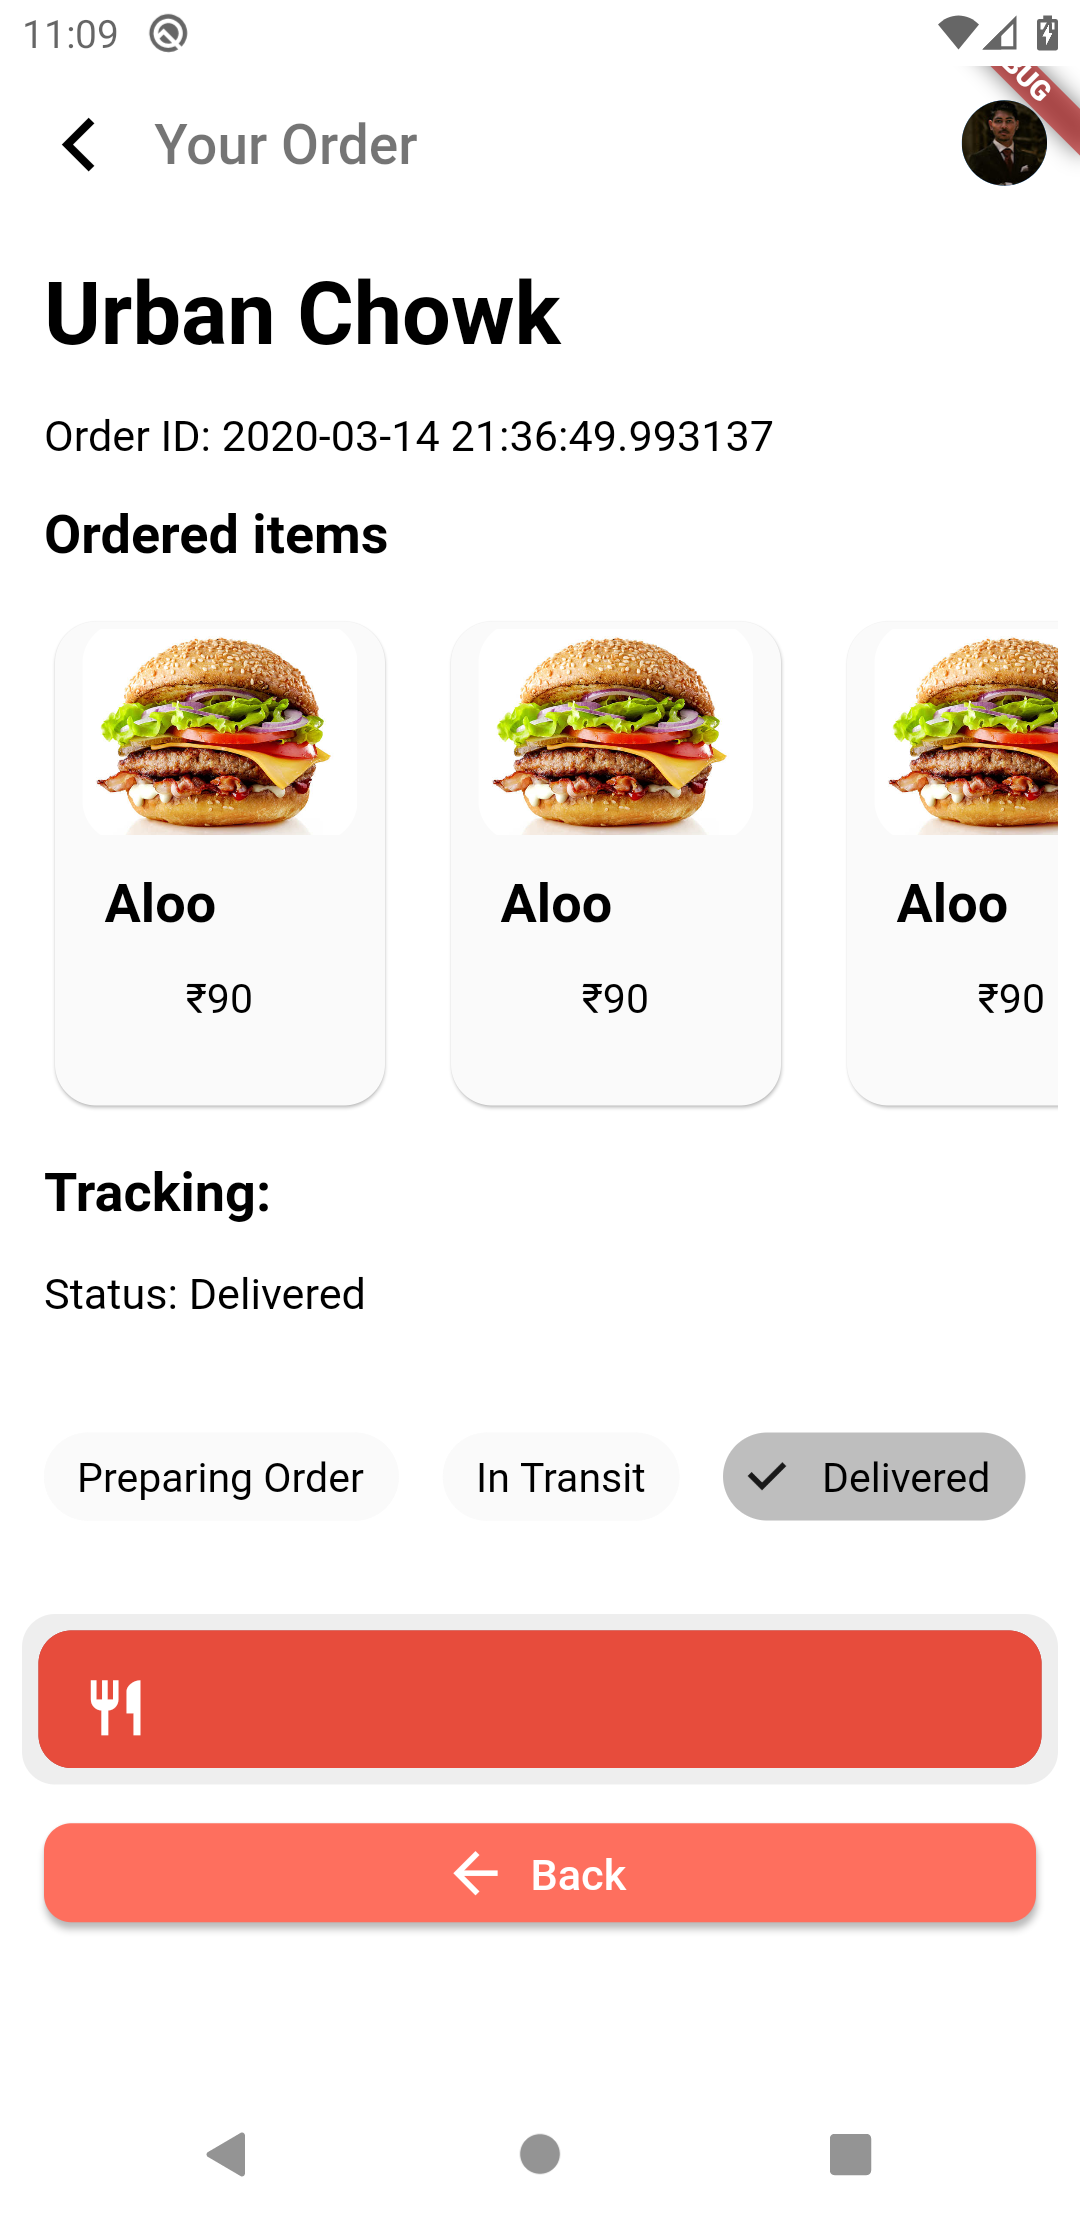 11:09
Your Order
Urban Chowk
Order ID: 2020-03-14 21:36:49.993137
Ordered items
Aloo Aloo Aloo
₹90 ₹90 ₹90
Tracking:
Status: Delivered
Preparing Order In Transit Delivered
Back